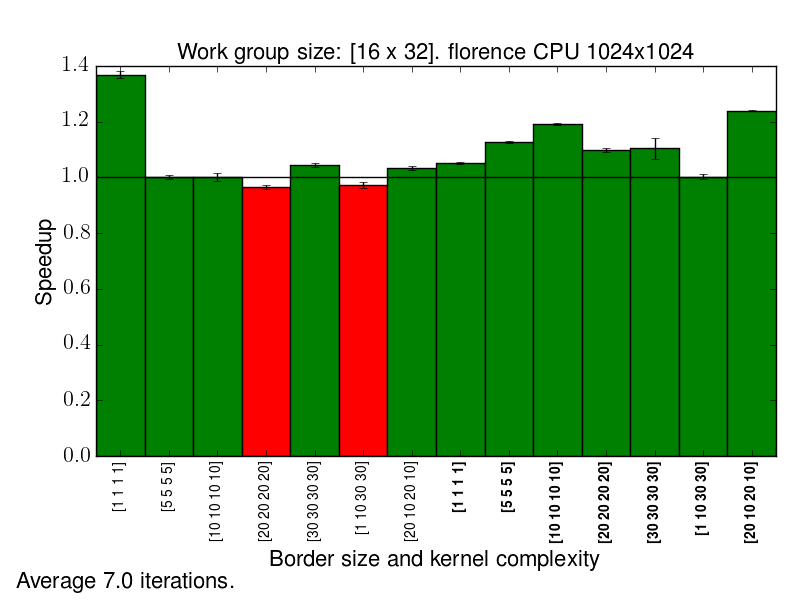 Work group size: [16 x 32]. florence CPU 1024x1024
1.4
1.2
1.0
0.8
0.6
0.4
0.2
0.0
Speedup
[1 1 1 1]
[5 5 5 5]
[10 10 10 10]
[20 20 20 20]
[30 30 30 30]
[1 10 30 30]
[20 10 20 10]
[1 1 1 1]
[5 5 5 5]
[10 10 10 10]
[20 20 20 20]
[30 30 30 30]
[1 10 30 30]
[20 10 20 10]
Border size and kernel complexity
Average 7.0 iterations.